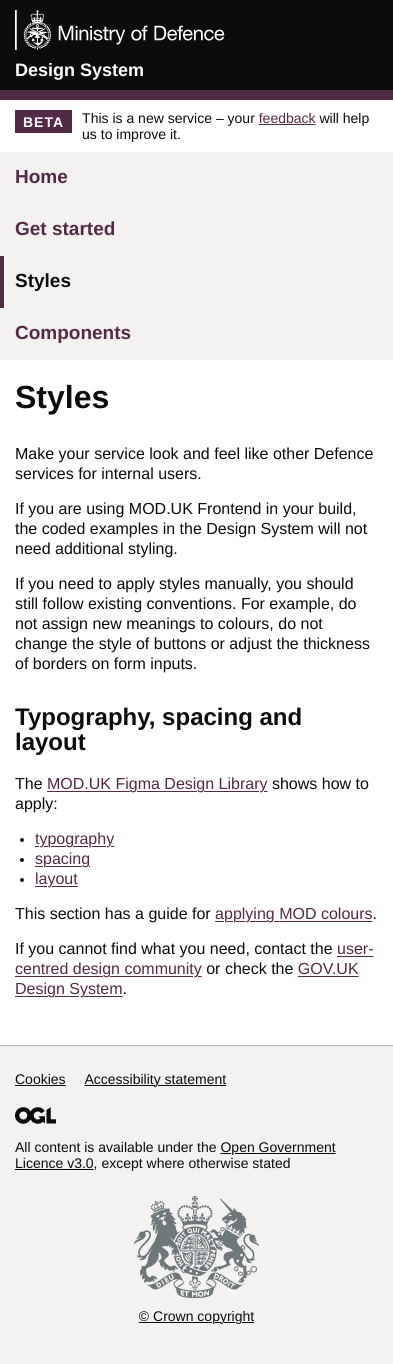 Ministry of Defence
Design System
BETA
This is a new service – your feedback will help
us to improve it.
Home
Get started
Styles
Components
Styles
Make your service look and feel like other Defence
services for internal users.
If you are using MOD.UK Frontend in your build,
the coded examples in the Design System will not
need additional styling.
If you need to apply styles manually, you should
still follow existing conventions. For example, do
not assign new meanings to colours, do not
change the style of buttons or adjust the thickness
of borders on form inputs.
Typography, spacing and
layout
The MOD.UK Figma Design Library shows how to
apply:
• typography
• spacing
• layout
This section has a guide for applying MOD colours.
If you cannot find what you need, contact the user-
centred design community or check the GOV.UK
Design System.
Cookies Accessibility statement
OGL
All content is available under the Open Government
Licence v3.0, except where otherwise stated
DIEU ET MON DROIT
© Crown copyright